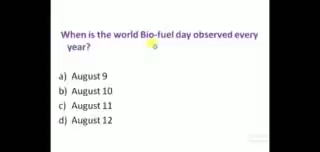 When is the world Bio-fuel day observed every
year?
a) August 9
b) August 10
c) August 11
d) August 12